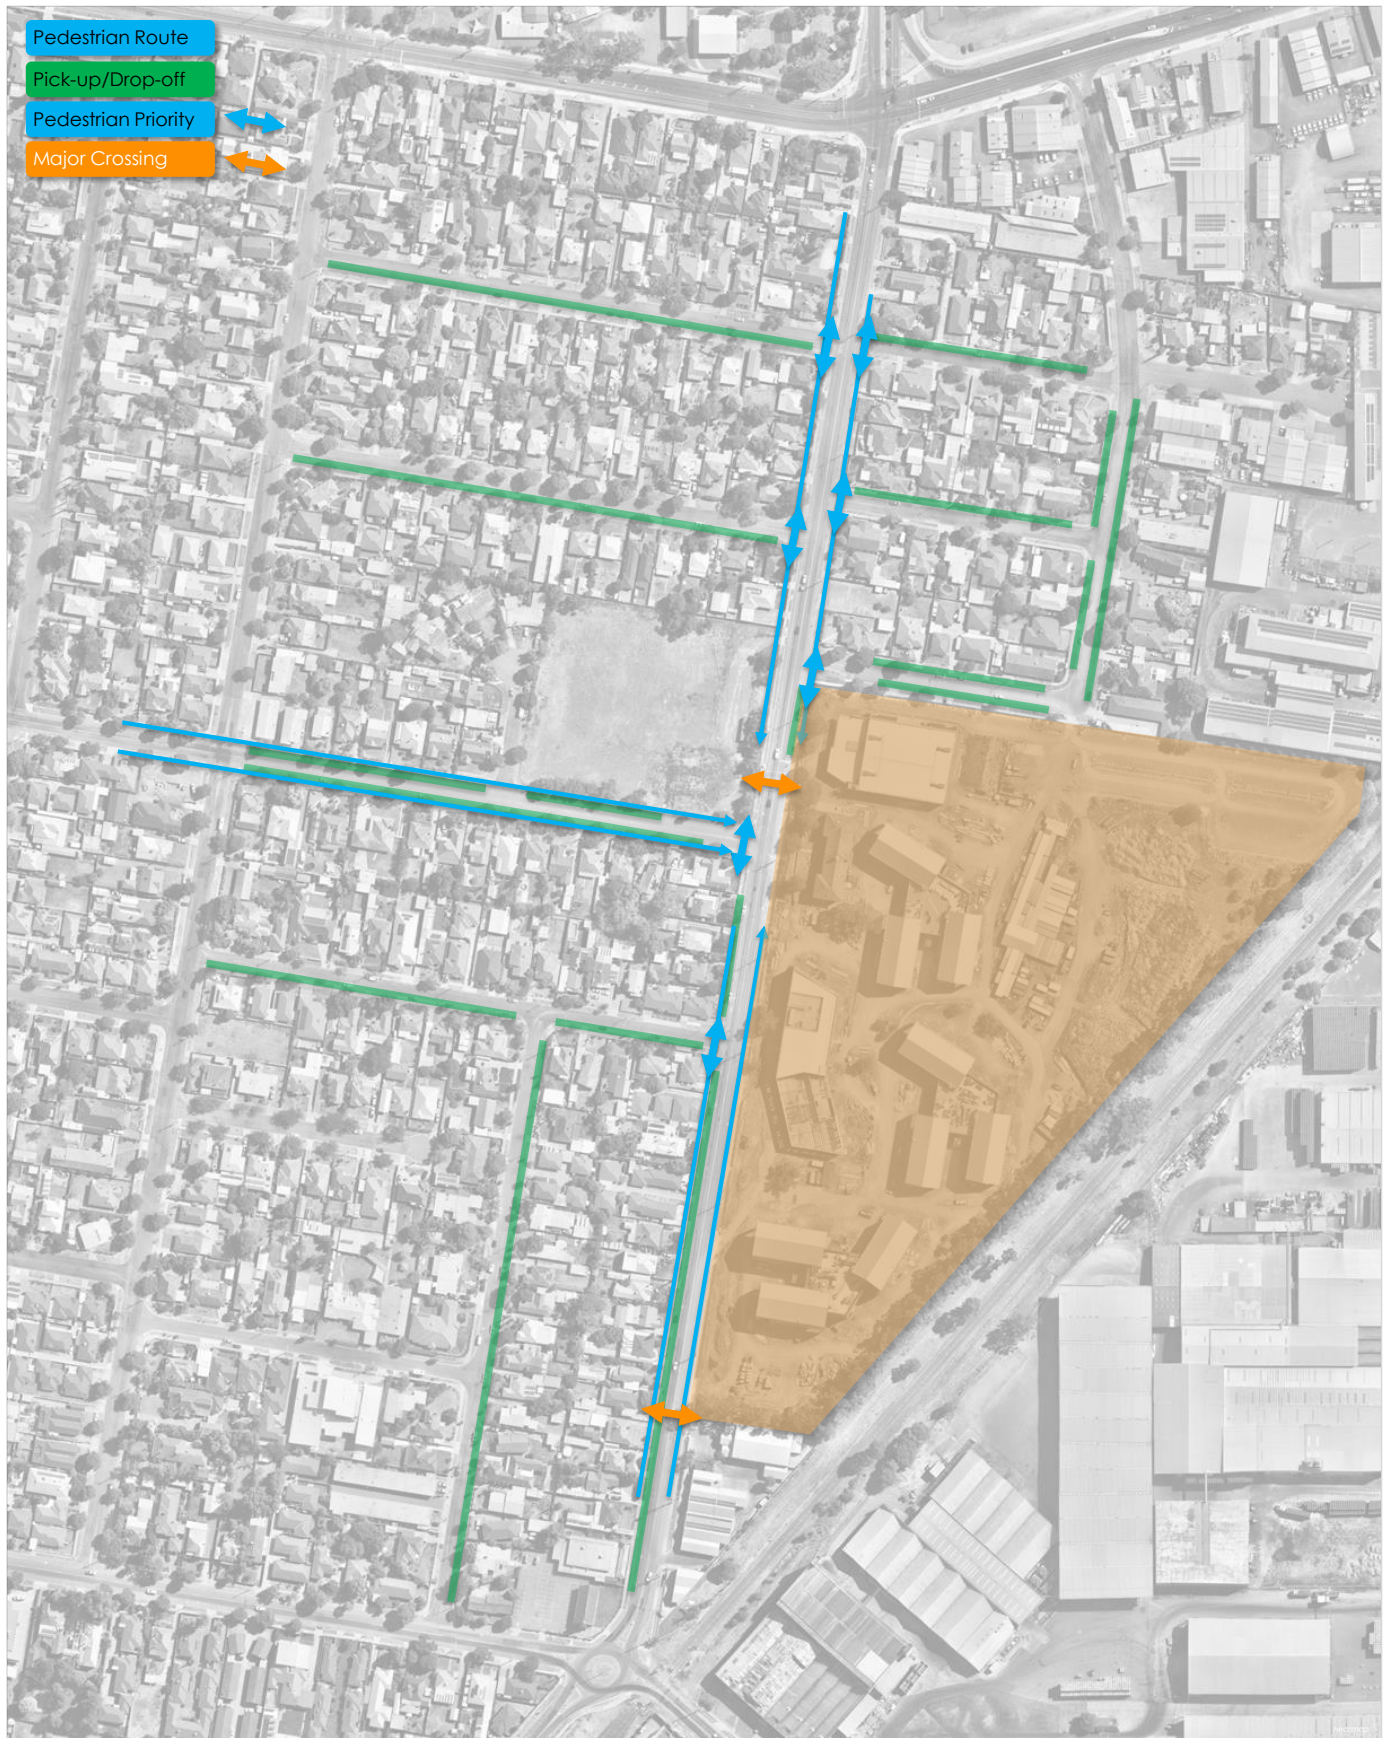 Pedestrian Route
Pick-up/Drop-off
Pedestrian Priority
Major Crossing